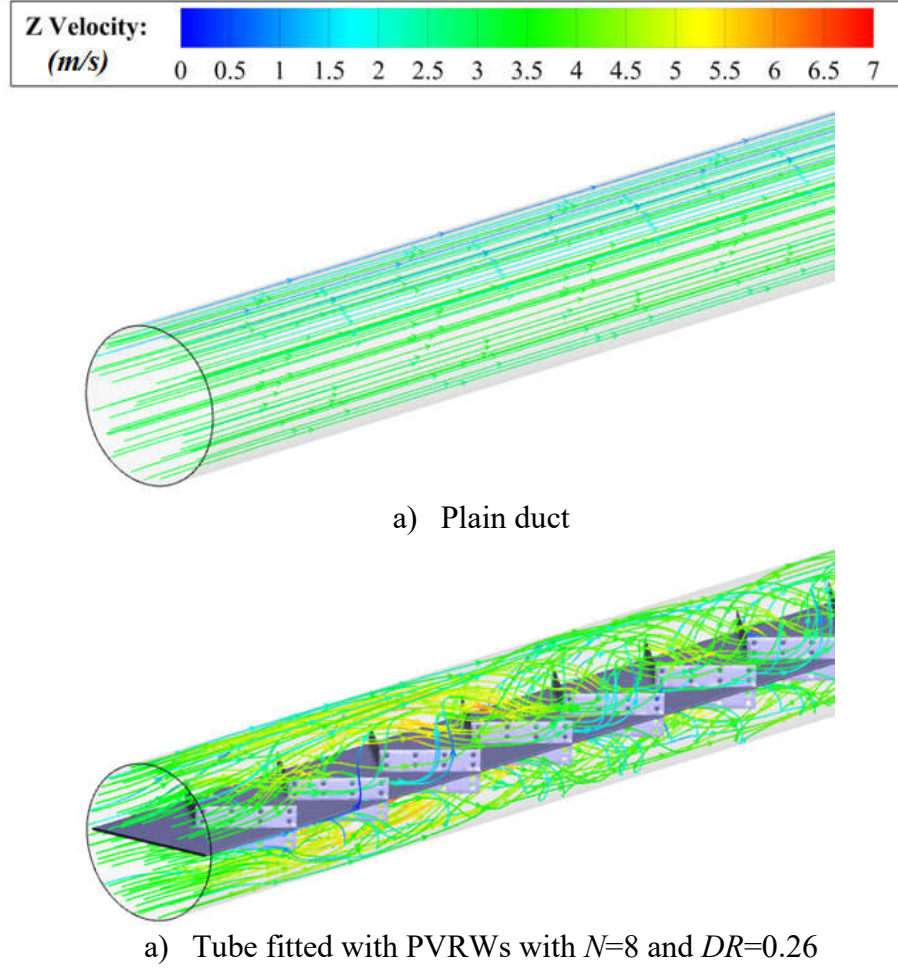 Z Velocity:
(m/s)
0 0.5 1 1.5 2 2.5 3 3.5 4 4.5 5 5.5 6 6.5 7
a) Plain duct
a) Tube fitted with PVRWs with N=8 and DR=0.26